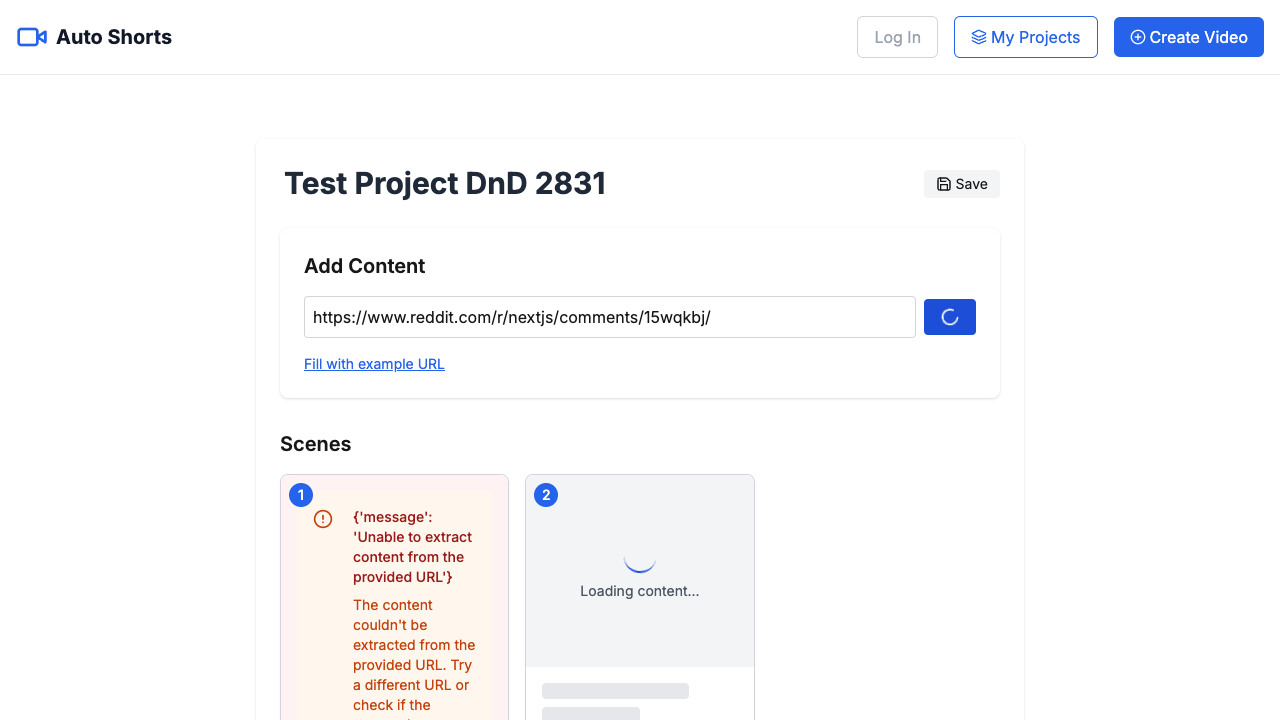 Auto Shorts
Log In
My Projects
Create Video
Test Project DnD 2831
Save
Add Content
https://www.reddit.com/r/nextjs/comments/15wqkbj/
Fill with example URL
Scenes
1
{'message':
'Unable to extract
content from the
provided URL'}
The content
couldn't be
extracted from the
provided URL. Try
a different URL or
check if the
2
Loading content...